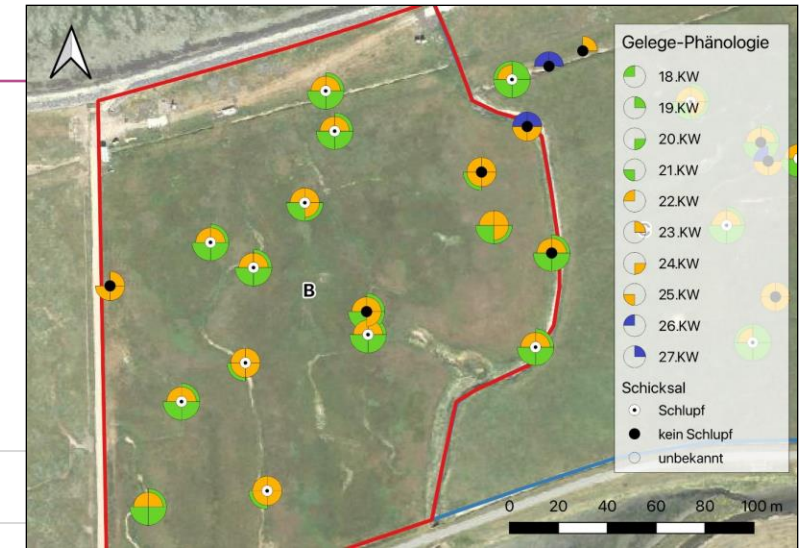 Gelege-Phänologie
18.KW
19.KW
20.KW
21.KW
22.KW
23.KW
24.KW
25.KW
26.KW
27.KW
Schicksal
Schlupf
kein Schlupf
unbekannt
B
0 20 40 60 80 100 m